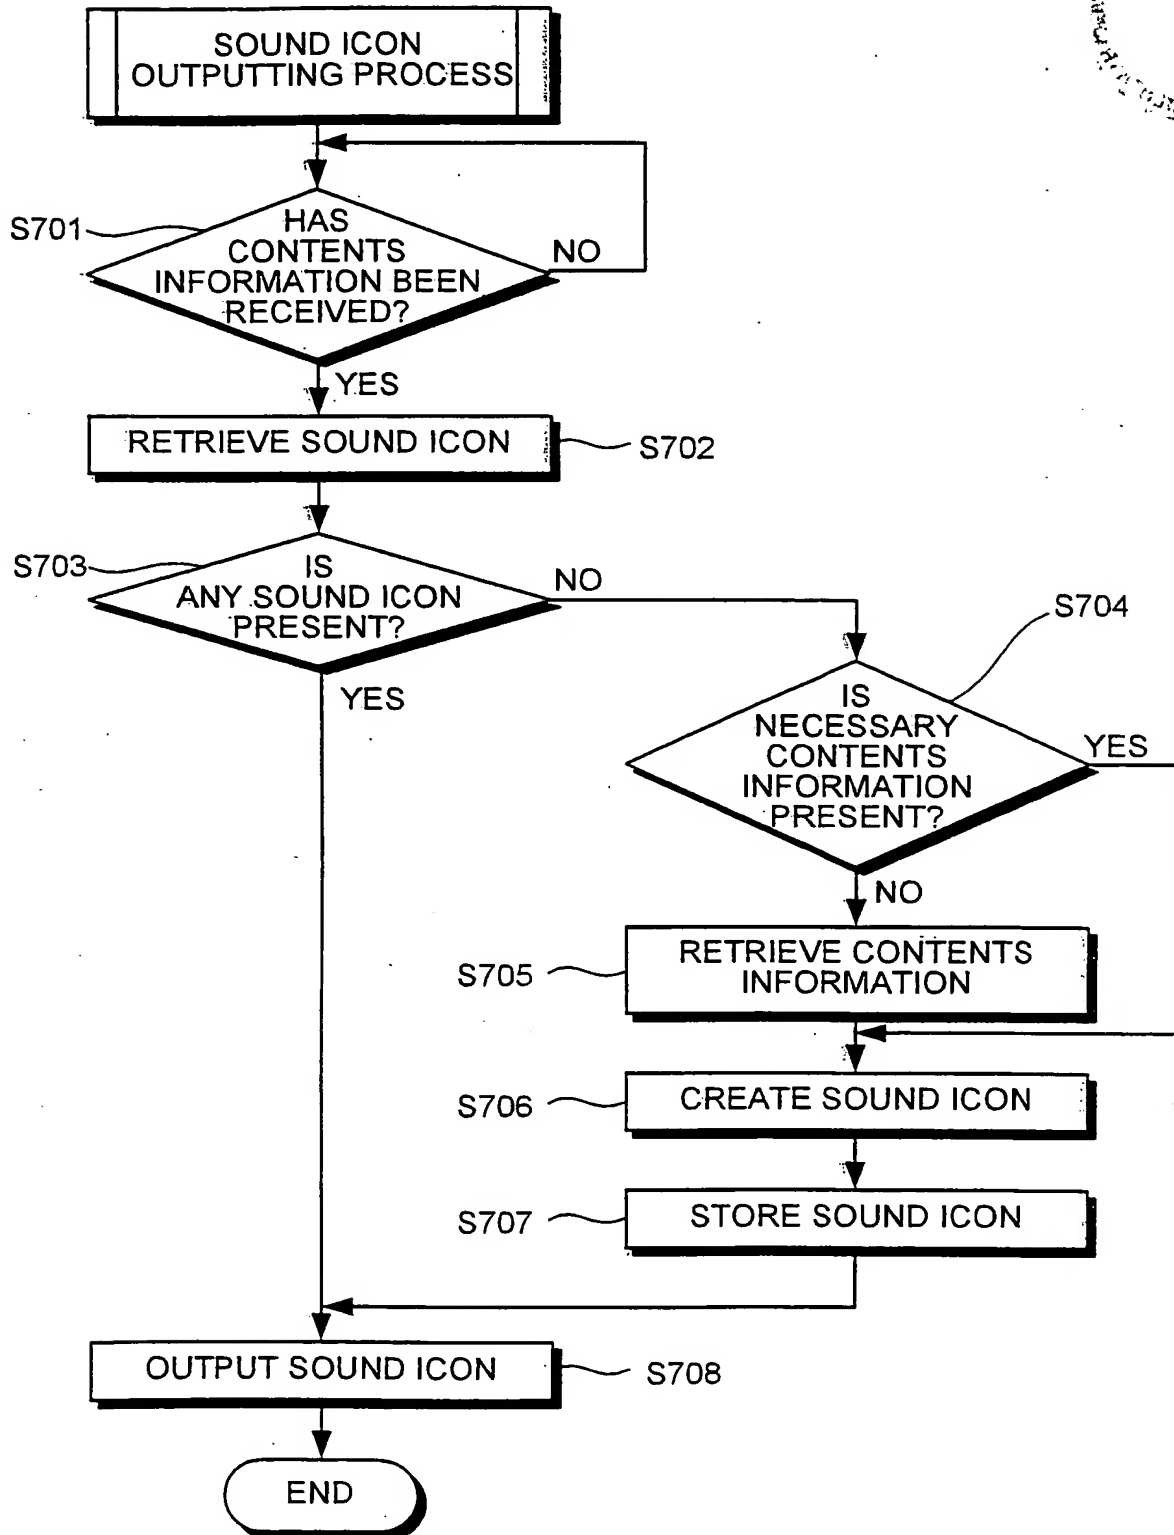 SOUND ICON
OUTPUTTING PROCESS
S701
HAS
CONTENTS
INFORMATION BEEN
RECEIVED?
NO
YES
RETRIEVE SOUND ICON
S702
S703
IS
ANY SOUND ICON
PRESENT?
NO
YES
S704
IS
NECESSARY
CONTENTS
INFORMATION
PRESENT?
YES
NO
S705
RETRIEVE CONTENTS
INFORMATION
S706
CREATE SOUND ICON
S707
STORE SOUND ICON
OUTPUT SOUND ICON
S708
END